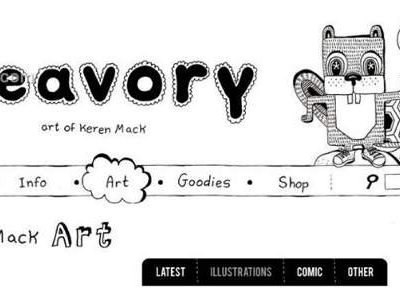 eavory
art of Keren Mack
Info • Art • Goodies • Shop
Mack Art
LATEST ILLUSTRATIONS COMIC OTHER